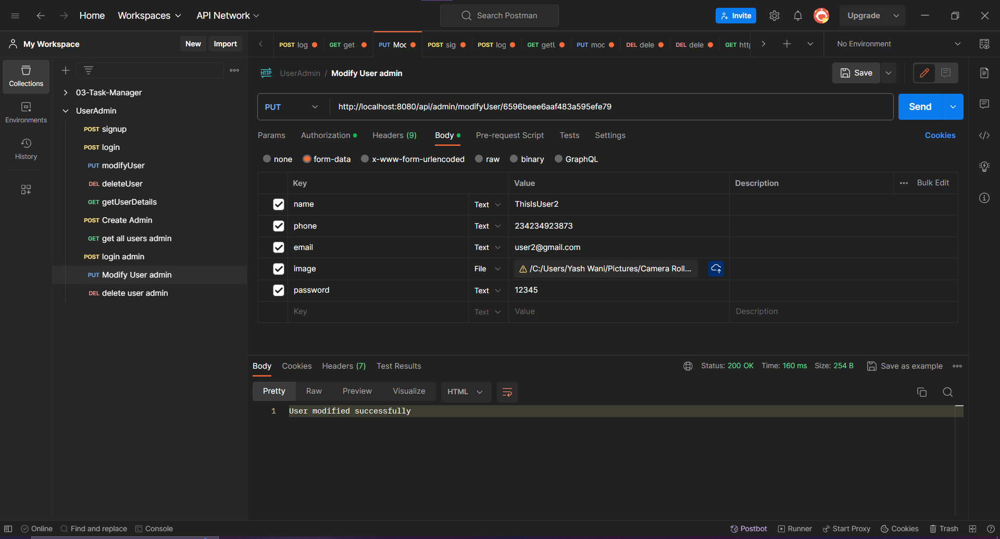 Home Workspaces API Network Search Postman Invite Upgrade
My Workspace New Import POST log GET get PUT Moc POST sig POST log GET getU PUT moc DEL dele DEL dele GET http No Environment
Collections
Environments
History
03-Task-Manager
UserAdmin
POST signup
POST login
PUT modifyUser
DEL deleteUser
GET getUserDetails
POST Create Admin
GET get all users admin
POST login admin
PUT Modify User admin
DEL delete user admin
HTTP UserAdmin / Modify User admin Save
PUT http://localhost:8080/api/admin/modifyUser/6596beee6aaf483a595efe79 Send
Params Authorization Headers (9) Body Pre-request Script Tests Settings Cookies
none form-data x-www-form-urlencoded raw binary GraphQL
Key Value Description Bulk Edit
name Text ThisIsUser2
phone Text 234234923873
email Text user2@gmail.com
image File /C:/Users/Yash Wani/Pictures/Camera Roll...
password Text 12345
Key Text Value Description
Body Cookies Headers (7) Test Results Status: 200 OK Time: 160 ms Size: 254 B Save as example
Pretty Raw Preview Visualize HTML
1 User modified successfully
Online Find and replace Console Postbot Runner Start Proxy Cookies Trash